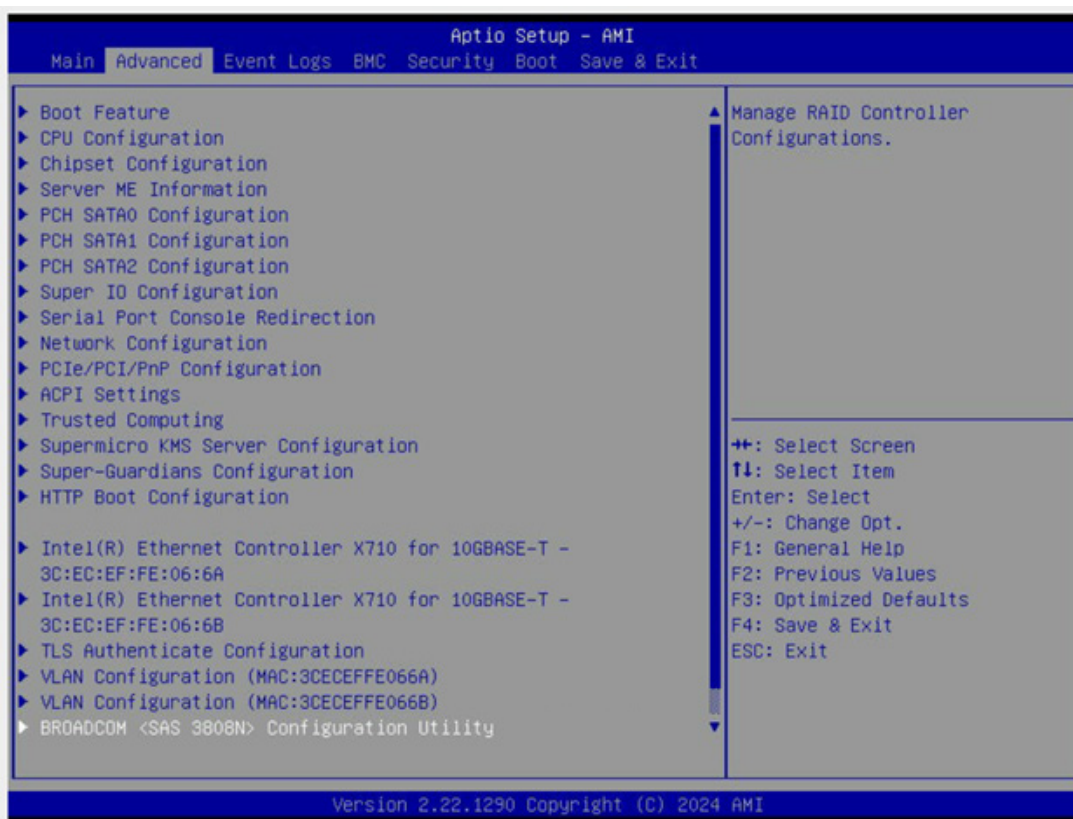 Aptio Setup - AMI
Main Advanced Event Logs BMC Security Boot Save & Exit
▶ Boot Feature
▶ CPU Configuration
▶ Chipset Configuration
▶ Server ME Information
▶ PCH SATA0 Configuration
▶ PCH SATA1 Configuration
▶ PCH SATA2 Configuration
▶ Super IO Configuration
▶ Serial Port Console Redirection
▶ Network Configuration
▶ PCIe/PCI/PnP Configuration
▶ ACPI Settings
▶ Trusted Computing
▶ Supermicro KMS Server Configuration
▶ Super-Guardians Configuration
▶ HTTP Boot Configuration
▶ Intel(R) Ethernet Controller X710 for 10GBASE-T -
3C:EC:EF:FE:06:6A
▶ Intel(R) Ethernet Controller X710 for 10GBASE-T -
3C:EC:EF:FE:06:6B
▶ TLS Authenticate Configuration
▶ VLAN Configuration (MAC:3CECEFFE066A)
▶ VLAN Configuration (MAC:3CECEFFE066B)
▶ BROADCOM <SAS 3808N> Configuration Utility
Manage RAID Controller
Configurations.
→←: Select Screen
↑↓: Select Item
Enter: Select
+/-: Change Opt.
F1: General Help
F2: Previous Values
F3: Optimized Defaults
F4: Save & Exit
ESC: Exit
Version 2.22.1290 Copyright (C) 2024 AMI